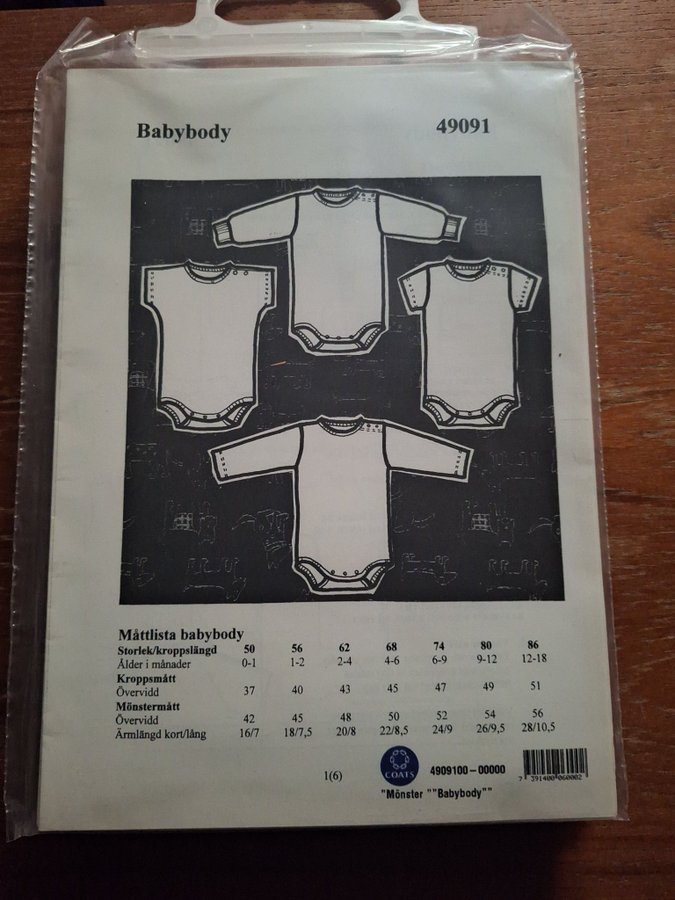 Babybody 49091
Måttlista babybody
Storlek/kroppslängd 50 56 62 68 74 80 86
Ålder i månader 0-1 1-2 2-4 4-6 6-9 9-12 12-18
Kroppsmått
Övervidd 37 40 43 45 47 49 51
Mönstermått
Övervidd 42 45 48 50 52 54 56
Ärmlängd kort/lång 16/7 18/7,5 20/8 22/8,5 24/9 26/9,5 28/10,5
1(6)
COATS
4909100-00000
"Mönster ""Babybody""
7 391400 060002